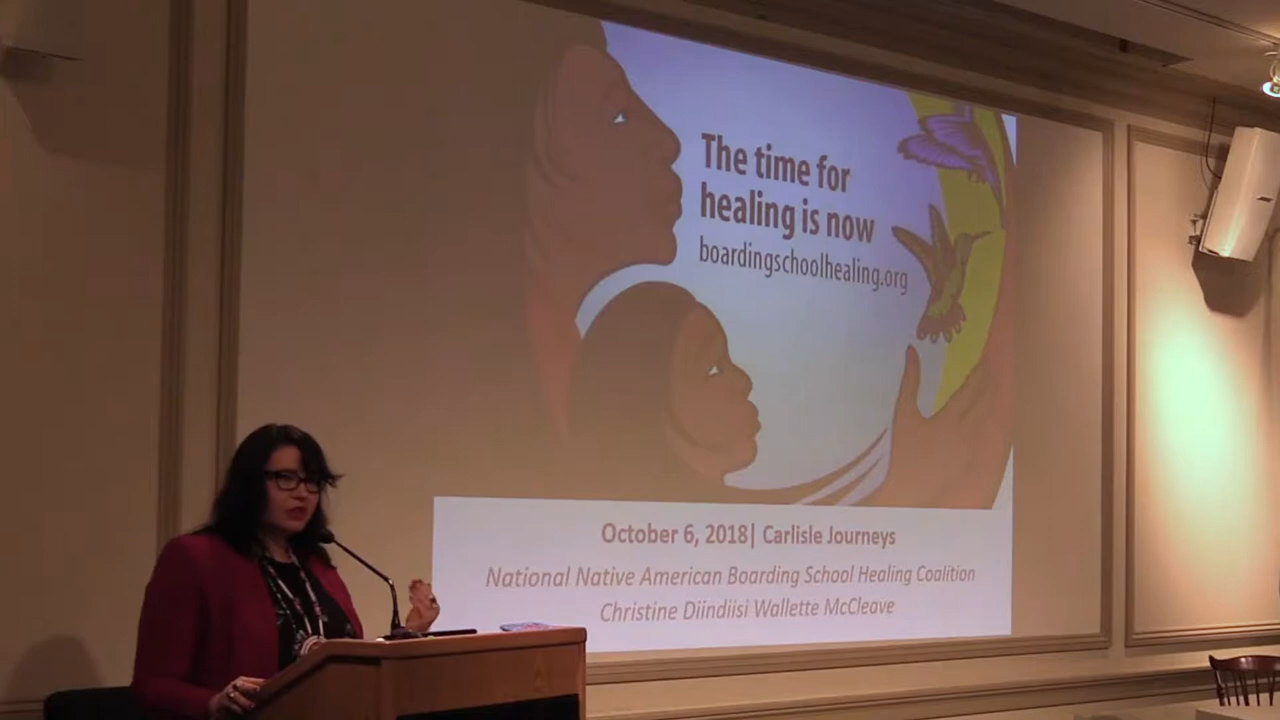 The time for
healing is now
boardingschoolhealing.org
October 6, 2018| Carlisle Journeys
National Native American Boarding School Healing Coalition
Christine Diindiisi Wallette McCleave